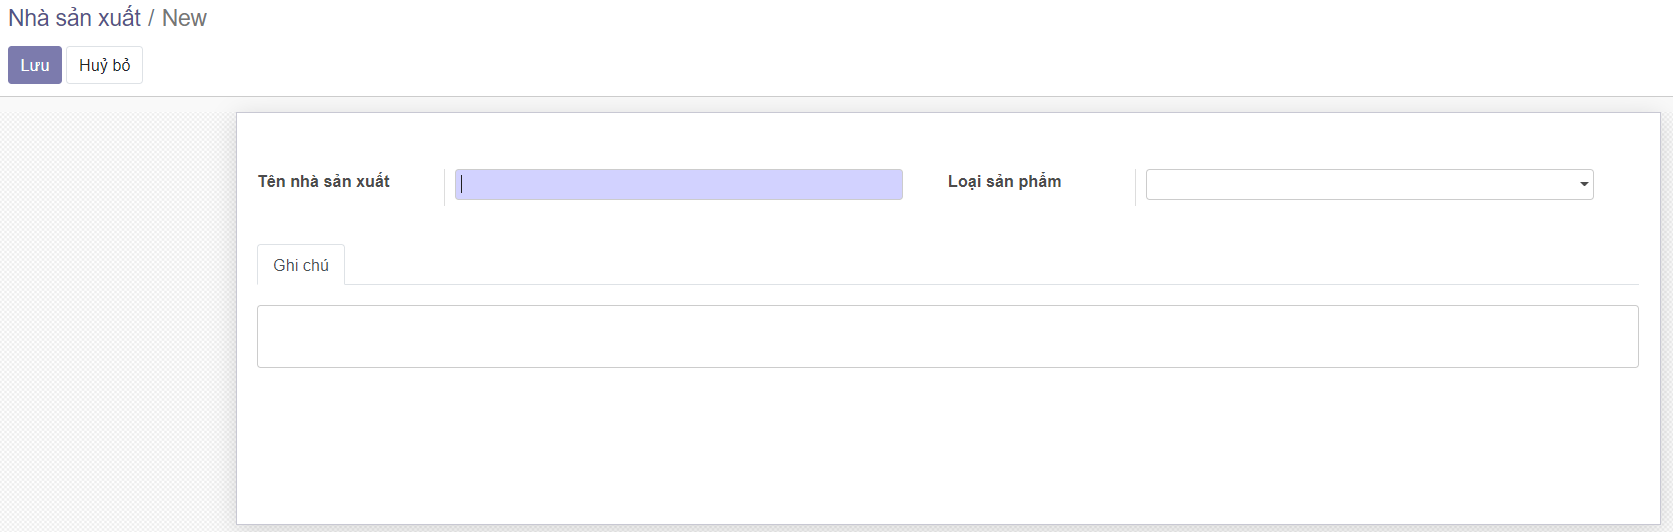 Nhà sản xuất / New
Lưu Huỷ bỏ
Tên nhà sản xuất Loại sản phẩm
Ghi chú